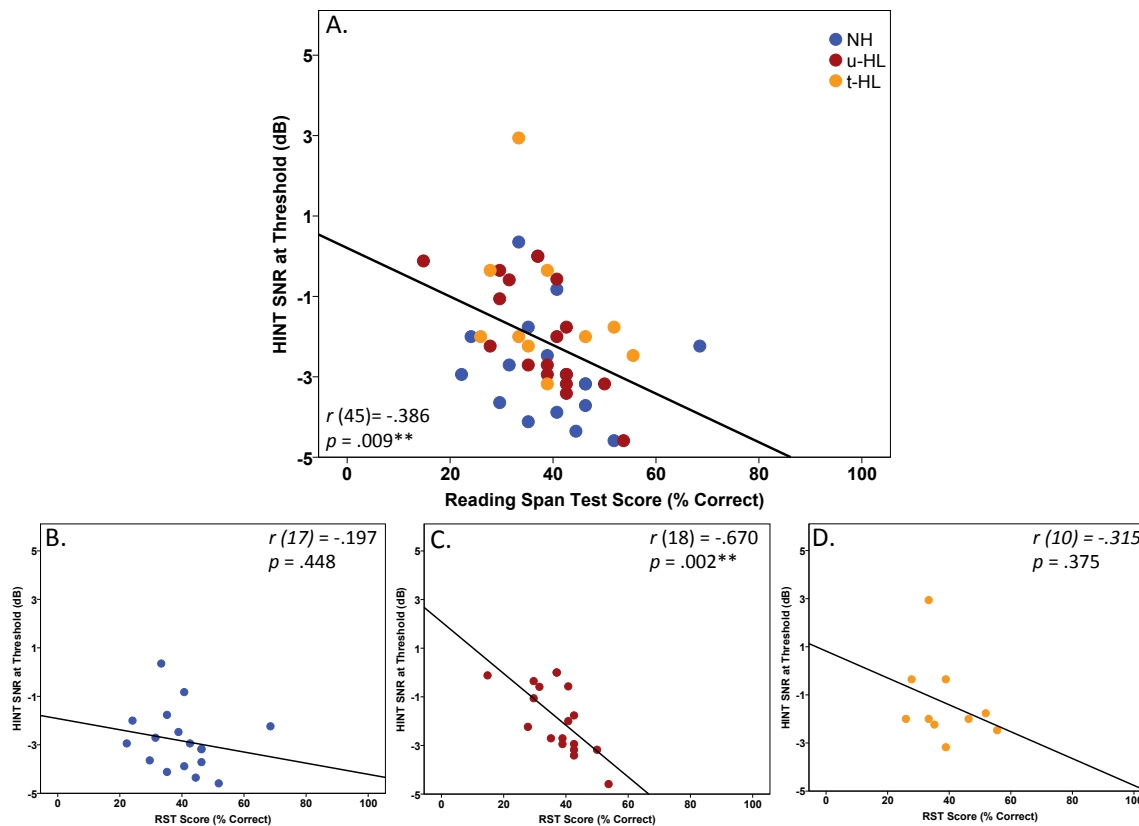 A.
NH
u-HL
t-HL
5
3
1
-1
-3
-5
HINT SNR at Threshold (dB)
r (45)= -.386
p = .009**
0 20 40 60 80 100
Reading Span Test Score (% Correct)
B.
r (17) = -.197
p = .448
5
3
1
-1
-3
-5
HINT SNR at Threshold (dB)
0 20 40 60 80 100
RST Score (% Correct)
C.
r (18) = -.670
p = .002**
5
3
1
-1
-3
-5
HINT SNR at Threshold (dB)
0 20 40 60 80 100
RST Score (% Correct)
D.
r (10) = -.315
p = .375
5
3
1
-1
-3
-5
HINT SNR at Threshold (dB)
0 20 40 60 80 100
RST Score (% Correct)